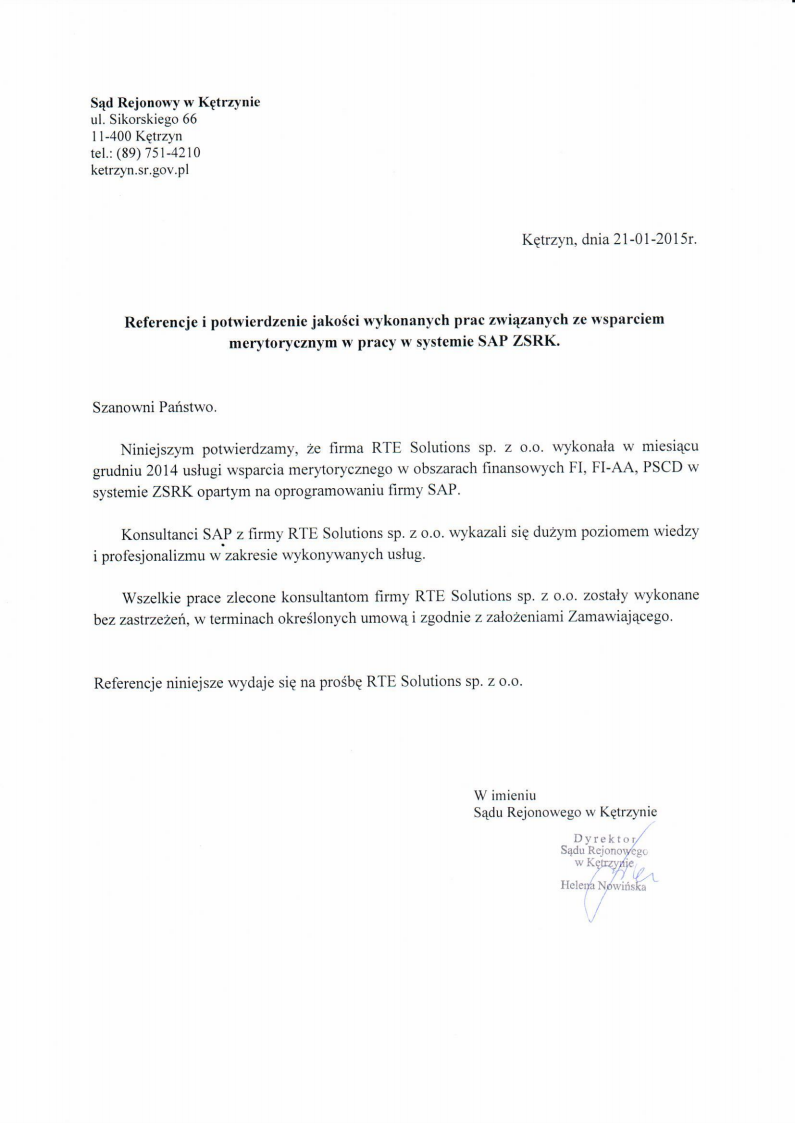 Sąd Rejonowy w Kętrzynie
ul. Sikorskiego 66
11-400 Kętrzyn
tel.: (89) 751-4210
ketrzyn.sr.gov.pl
Kętrzyn, dnia 21-01-2015r.
Referencje i potwierdzenie jakości wykonanych prac związanych ze wsparciem
merytorycznym w pracy w systemie SAP ZSRK.
Szanowni Państwo.
Niniejszym potwierdzamy, że firma RTE Solutions sp. z o.o. wykonała w miesiącu
grudniu 2014 usługi wsparcia merytorycznego w obszarach finansowych FI, FI-AA, PSCD w
systemie ZSRK opartym na oprogramowaniu firmy SAP.
Konsultanci SAP z firmy RTE Solutions sp. z o.o. wykazali się dużym poziomem wiedzy
i profesjonalizmu w zakresie wykonywanych usług.
Wszelkie prace zlecone konsultantom firmy RTE Solutions sp. z o.o. zostały wykonane
bez zastrzeżeń, w terminach określonych umową i zgodnie z założeniami Zamawiającego.
Referencje niniejsze wydaje się na prośbę RTE Solutions sp. z o.o.
W imieniu
Sądu Rejonowego w Kętrzynie
Dyrektor
Sądu Rejonowego
w Kętrzynie
Helena Nowińska